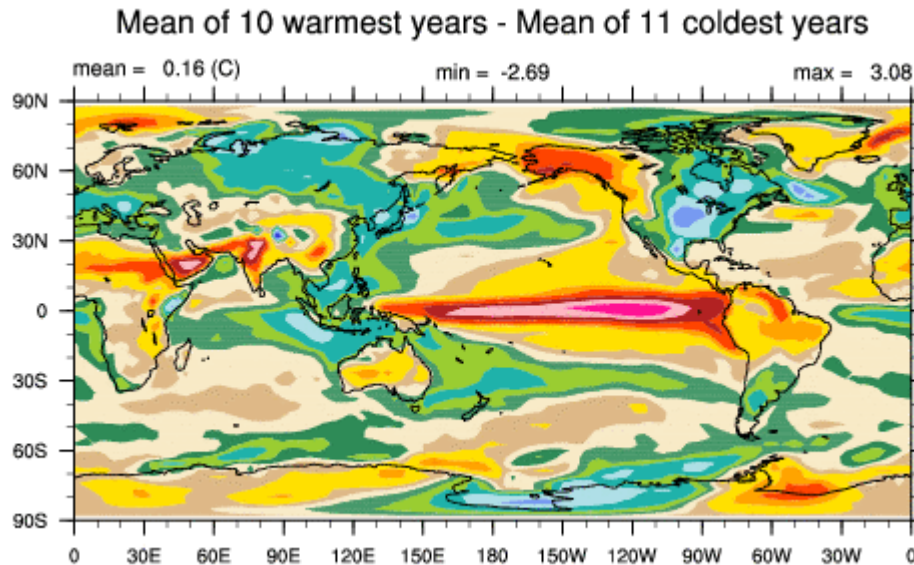 Mean of 10 warmest years - Mean of 11 coldest years
mean = 0.16 (C) min = -2.69 max = 3.08
90N
60N
30N
0
30S
60S
90S
0 30E 60E 90E 120E 150E 180 150W 120W 90W 60W 30W 0